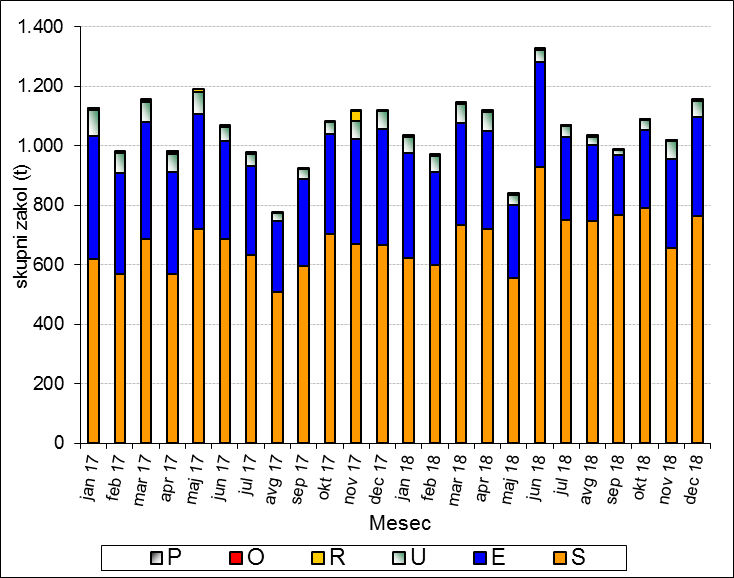 1.400
1.200
1.000
800
600
400
200
0
skupni zakol (t)
jan 17 feb 17 mar 17 apr 17 maj 17 jun 17 jul 17 avg 17 sep 17 okt 17 nov 17 dec 17 jan 18 feb 18 mar 18 apr 18 maj 18 jun 18 jul 18 avg 18 sep 18 okt 18 nov 18 dec 18
Mesec
P O R U E S